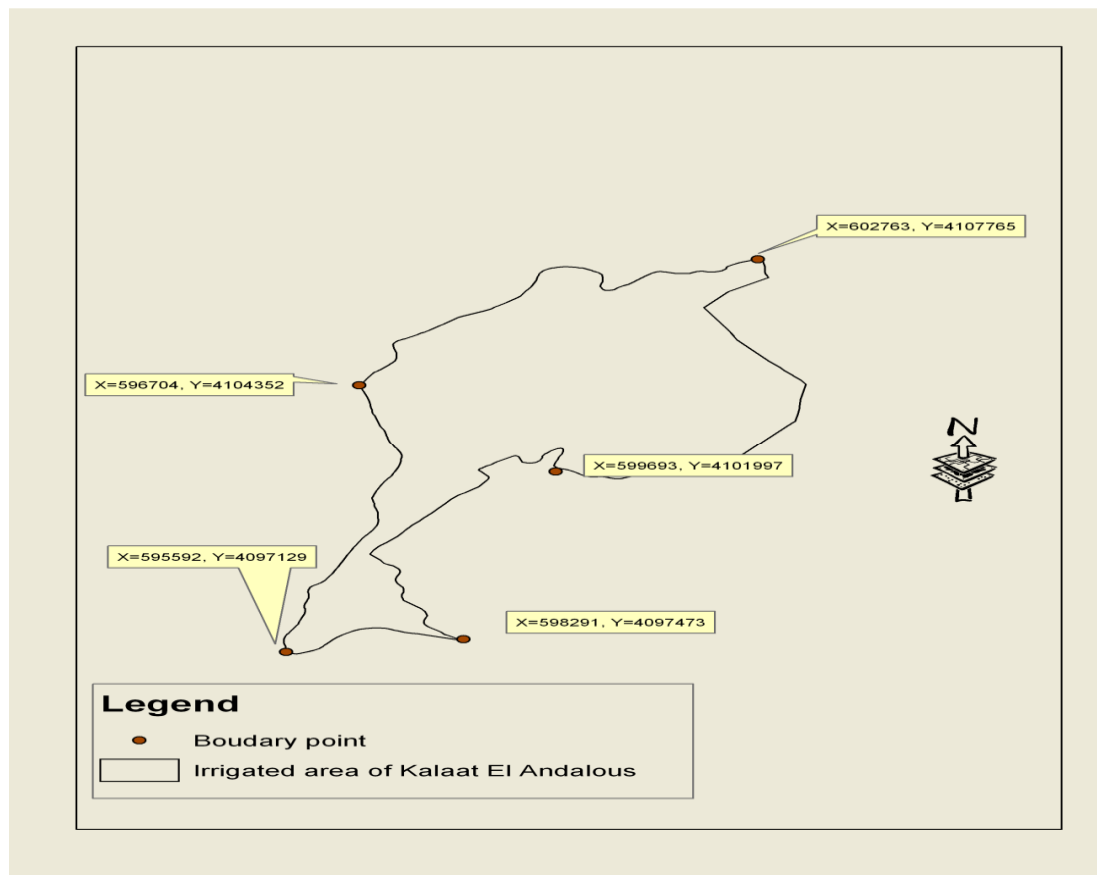 X=602763, Y=4107765
X=596704, Y=4104352
N
X=599693, Y=4101997
X=595592, Y=4097129
X=598291, Y=4097473
Legend
Boudary point
Irrigated area of Kalaat El Andalous